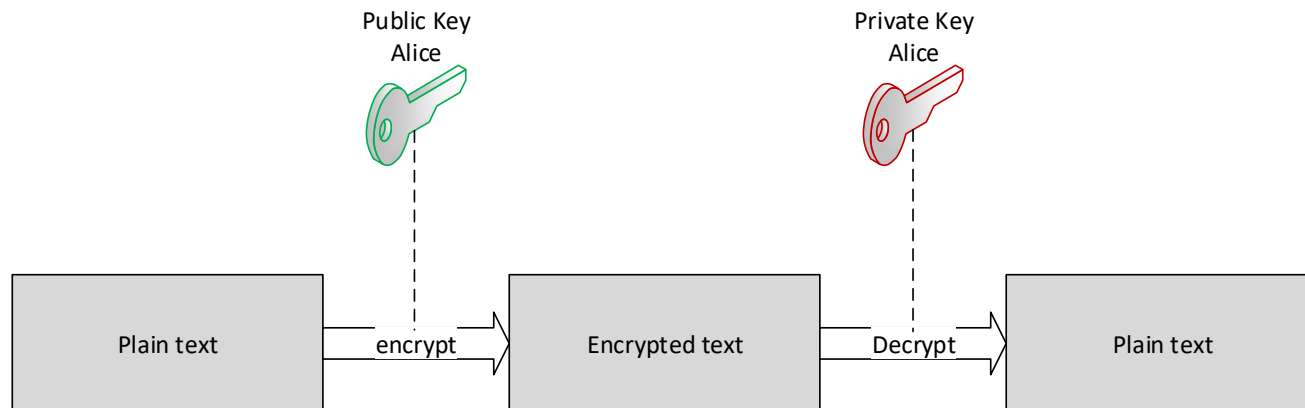 Public Key
Alice
Private Key
Alice
Plain text
encrypt
Encrypted text
Decrypt
Plain text